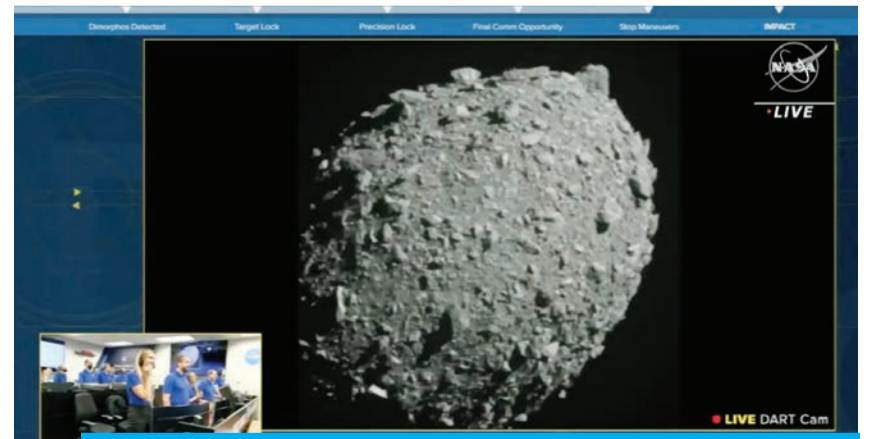 Dimorphos Detected
Target Lock
Precision Lock
Final Comm Opportunity
Stop Maneuvers
IMPACT
NASA
LIVE
LIVE DART Cam